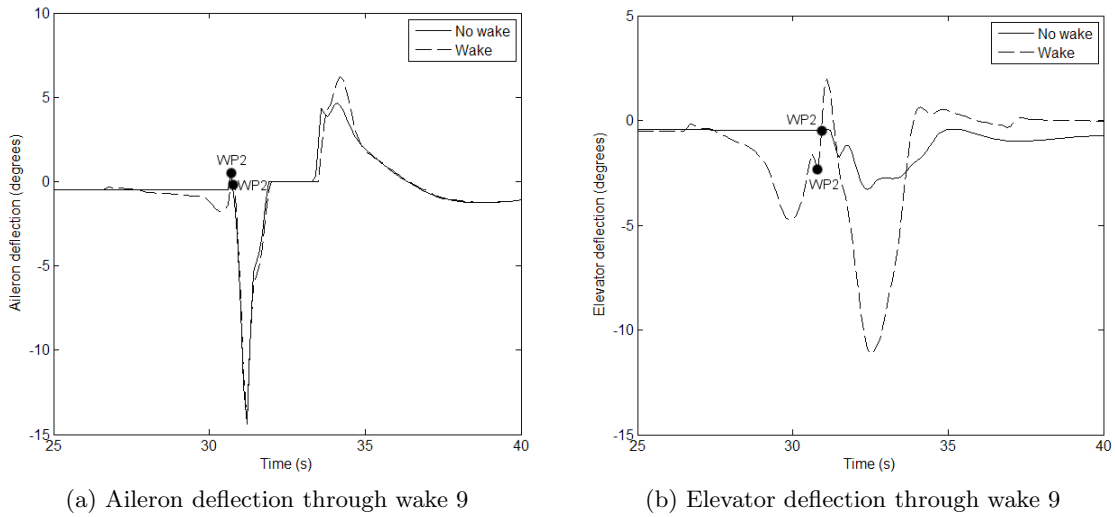 10
5
0
-5
-10
-15
25
30
35
40
Aileron deflection (degrees)
Time (s)
No wake
Wake
WP2
WP2
(a) Aileron deflection through wake 9
5
0
-5
-10
-15
25
30
35
40
Elevator deflection (degrees)
Time (s)
No wake
Wake
WP2
WP2
(b) Elevator deflection through wake 9